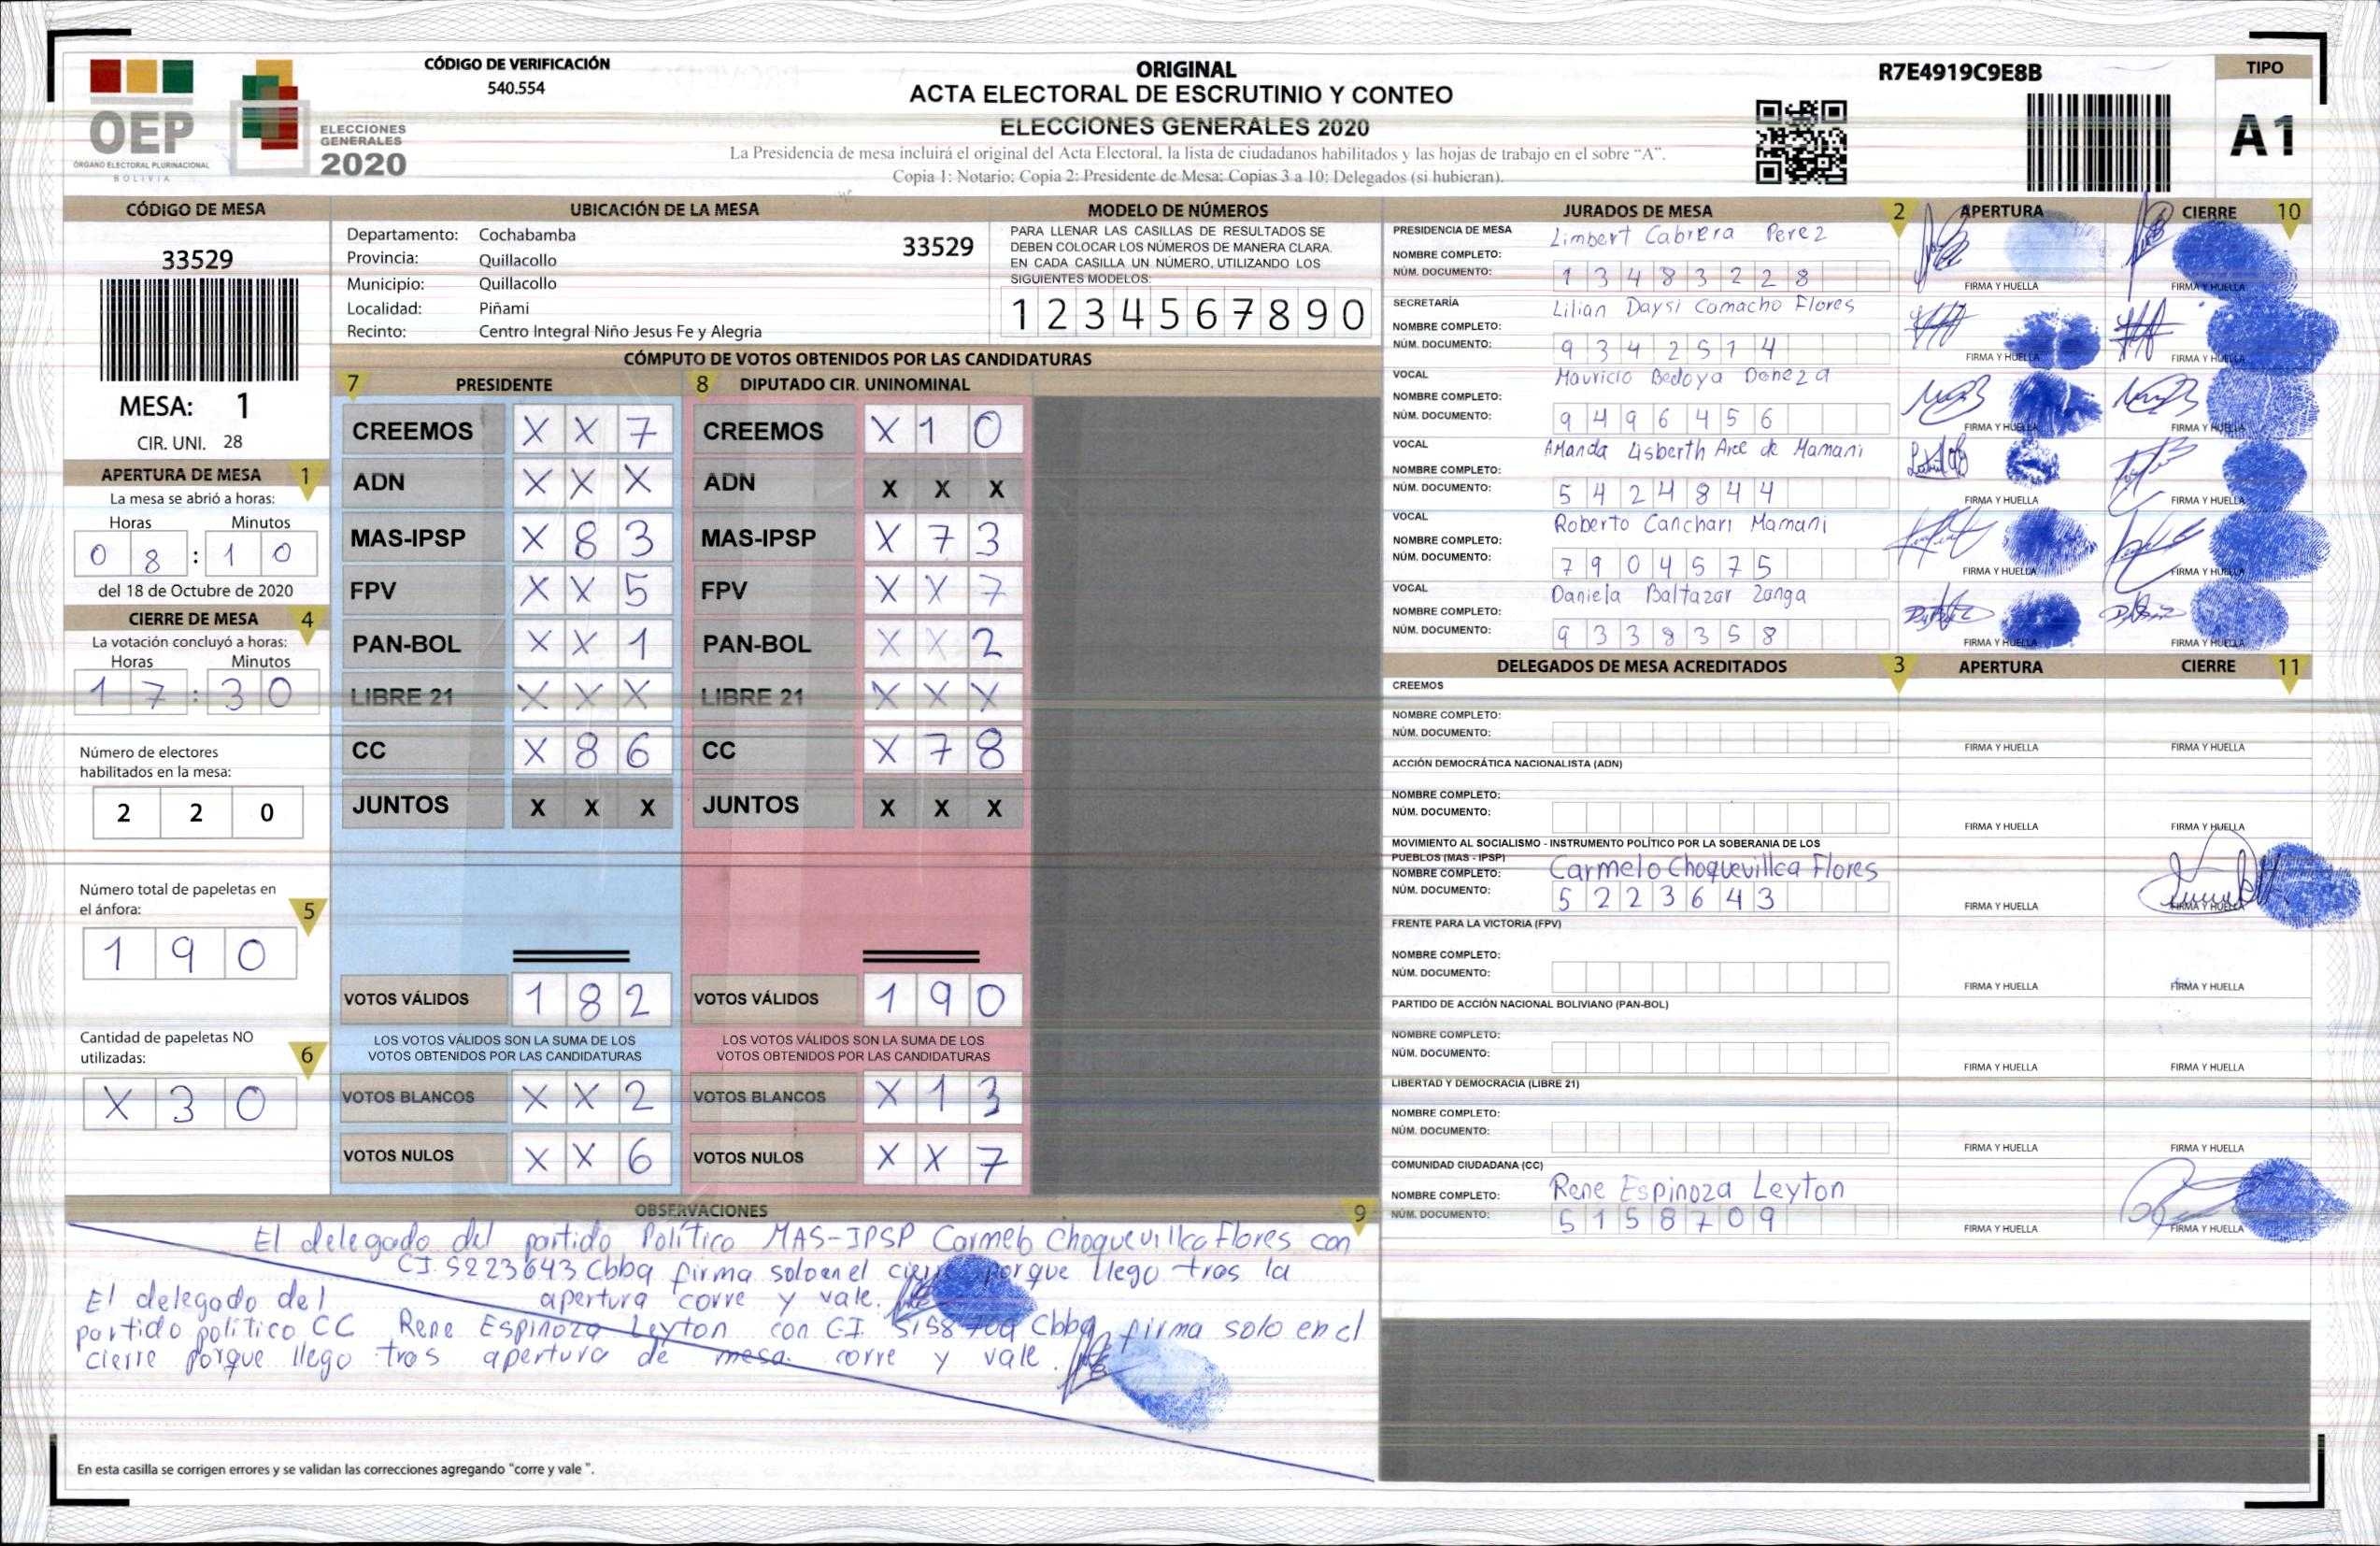 OEP
ÓRGANO ELECTORAL PLURINACIONAL
BOLIVIA
ELECCIONES
GENERALES
2020
CÓDIGO DE VERIFICACIÓN
540.554
ORIGINAL
ACTA ELECTORAL DE ESCRUTINIO Y CONTEO
ELECCIONES GENERALES 2020
La Presidencia de mesa incluirá el original del Acta Electoral, la lista de ciudadanos habilitados y las hojas de trabajo en el sobre “A”.
Copia 1: Notario; Copia 2: Presidente de Mesa; Copias 3 a 10: Delegados (si hubieran).
R7E4919C9E8B
TIPO
A1
CÓDIGO DE MESA
33529
MESA: 1
CIR. UNI. 28
APERTURA DE MESA 1
La mesa se abrió a horas:
Horas Minutos
0 8 : 1 0
del 18 de Octubre de 2020
CIERRE DE MESA 4
La votación concluyó a horas:
Horas Minutos
1 7 : 3 0
Número de electores
habilitados en la mesa:
2 2 0
Número total de papeletas en
el ánfora: 5
1 9 0
Cantidad de papeletas NO
utilizadas: 6
X 3 0
UBICACIÓN DE LA MESA
Departamento: Cochabamba
33529
Provincia: Quillacollo
Municipio: Quillacollo
Localidad: Piñami
Recinto: Centro Integral Niño Jesus Fe y Alegria
MODELO DE NÚMEROS
PARA LLENAR LAS CASILLAS DE RESULTADOS SE
DEBEN COLOCAR LOS NÚMEROS DE MANERA CLARA.
EN CADA CASILLA UN NÚMERO, UTILIZANDO LOS
SIGUIENTES MODELOS:
1 2 3 4 5 6 7 8 9 0
CÓMPUTO DE VOTOS OBTENIDOS POR LAS CANDIDATURAS
7 PRESIDENTE 8 DIPUTADO CIR. UNINOMINAL
CREEMOS X X 7 CREEMOS X 1 0
ADN X X X ADN X X X
MAS-IPSP X 8 3 MAS-IPSP X 7 3
FPV X X 5 FPV X X 7
PAN-BOL X X 1 PAN-BOL X X 2
LIBRE 21 X X X LIBRE 21 X X X
CC X 8 6 CC X 7 8
JUNTOS X X X JUNTOS X X X
VOTOS VÁLIDOS 1 8 2 VOTOS VÁLIDOS 1 9 0
LOS VOTOS VÁLIDOS SON LA SUMA DE LOS LOS VOTOS VÁLIDOS SON LA SUMA DE LOS
VOTOS OBTENIDOS POR LAS CANDIDATURAS VOTOS OBTENIDOS POR LAS CANDIDATURAS
VOTOS BLANCOS X X 2 VOTOS BLANCOS X 1 3
VOTOS NULOS X X 6 VOTOS NULOS X X 7
OBSERVACIONES 9
El delegado del partido Político MAS-IPSP Carmelo Choquevillca Flores con
CI 5223643 Cbba firma solo en el cierre porque llego tras la
apertura corre y vale.
El delegado del
partido político CC Rene Espinoza Leyton con CI 5158709 Cbba firma solo en el
cierre porque llego tras apertura de mesa corre y vale.
En esta casilla se corrigen errores y se validan las correcciones agregando "corre y vale ".
JURADOS DE MESA 2 APERTURA CIERRE 10
PRESIDENCIA DE MESA
NOMBRE COMPLETO: Limbert Cabrera Perez
NÚM. DOCUMENTO: 1 3 4 8 3 2 2 8
FIRMA Y HUELLA FIRMA Y HUELLA
SECRETARÍA
NOMBRE COMPLETO: Lilian Daysi Camacho Flores
NÚM. DOCUMENTO: 9 3 4 2 5 1 4
FIRMA Y HUELLA FIRMA Y HUELLA
VOCAL
NOMBRE COMPLETO: Mauricio Bedoya
NÚM. DOCUMENTO: 9 4 9 6 4 5 6
FIRMA Y HUELLA FIRMA Y HUELLA
VOCAL
NOMBRE COMPLETO: Amanda Lisberth Arce de Mamani
NÚM. DOCUMENTO: 5 4 2 4 8 4 4
FIRMA Y HUELLA FIRMA Y HUELLA
VOCAL
NOMBRE COMPLETO: Roberto Canchari Mamani
NÚM. DOCUMENTO: 7 9 0 4 5 7 5
FIRMA Y HUELLA FIRMA Y HUELLA
VOCAL
NOMBRE COMPLETO: Daniela Baltazar Zonga
NÚM. DOCUMENTO: 9 3 3 8 3 5 8
FIRMA Y HUELLA FIRMA Y HUELLA
DELEGADOS DE MESA ACREDITADOS 3 APERTURA CIERRE 11
CREEMOS
NOMBRE COMPLETO:
NÚM. DOCUMENTO:
FIRMA Y HUELLA FIRMA Y HUELLA
ACCIÓN DEMOCRÁTICA NACIONALISTA (ADN)
NOMBRE COMPLETO:
NÚM. DOCUMENTO:
FIRMA Y HUELLA FIRMA Y HUELLA
MOVIMIENTO AL SOCIALISMO - INSTRUMENTO POLÍTICO POR LA SOBERANIA DE LOS
PUEBLOS (MAS - IPSP)
NOMBRE COMPLETO: Carmelo Choquevillca Flores
NÚM. DOCUMENTO: 5 2 2 3 6 4 3
FIRMA Y HUELLA FIRMA Y HUELLA
FRENTE PARA LA VICTORIA (FPV)
NOMBRE COMPLETO:
NÚM. DOCUMENTO:
FIRMA Y HUELLA FIRMA Y HUELLA
PARTIDO DE ACCIÓN NACIONAL BOLIVIANO (PAN-BOL)
NOMBRE COMPLETO:
NÚM. DOCUMENTO:
FIRMA Y HUELLA FIRMA Y HUELLA
LIBERTAD Y DEMOCRACIA (LIBRE 21)
NOMBRE COMPLETO:
NÚM. DOCUMENTO:
FIRMA Y HUELLA FIRMA Y HUELLA
COMUNIDAD CIUDADANA (CC)
NOMBRE COMPLETO: Rene Espinoza Leyton
NÚM. DOCUMENTO: 5 1 5 8 7 0 9
FIRMA Y HUELLA FIRMA Y HUELLA